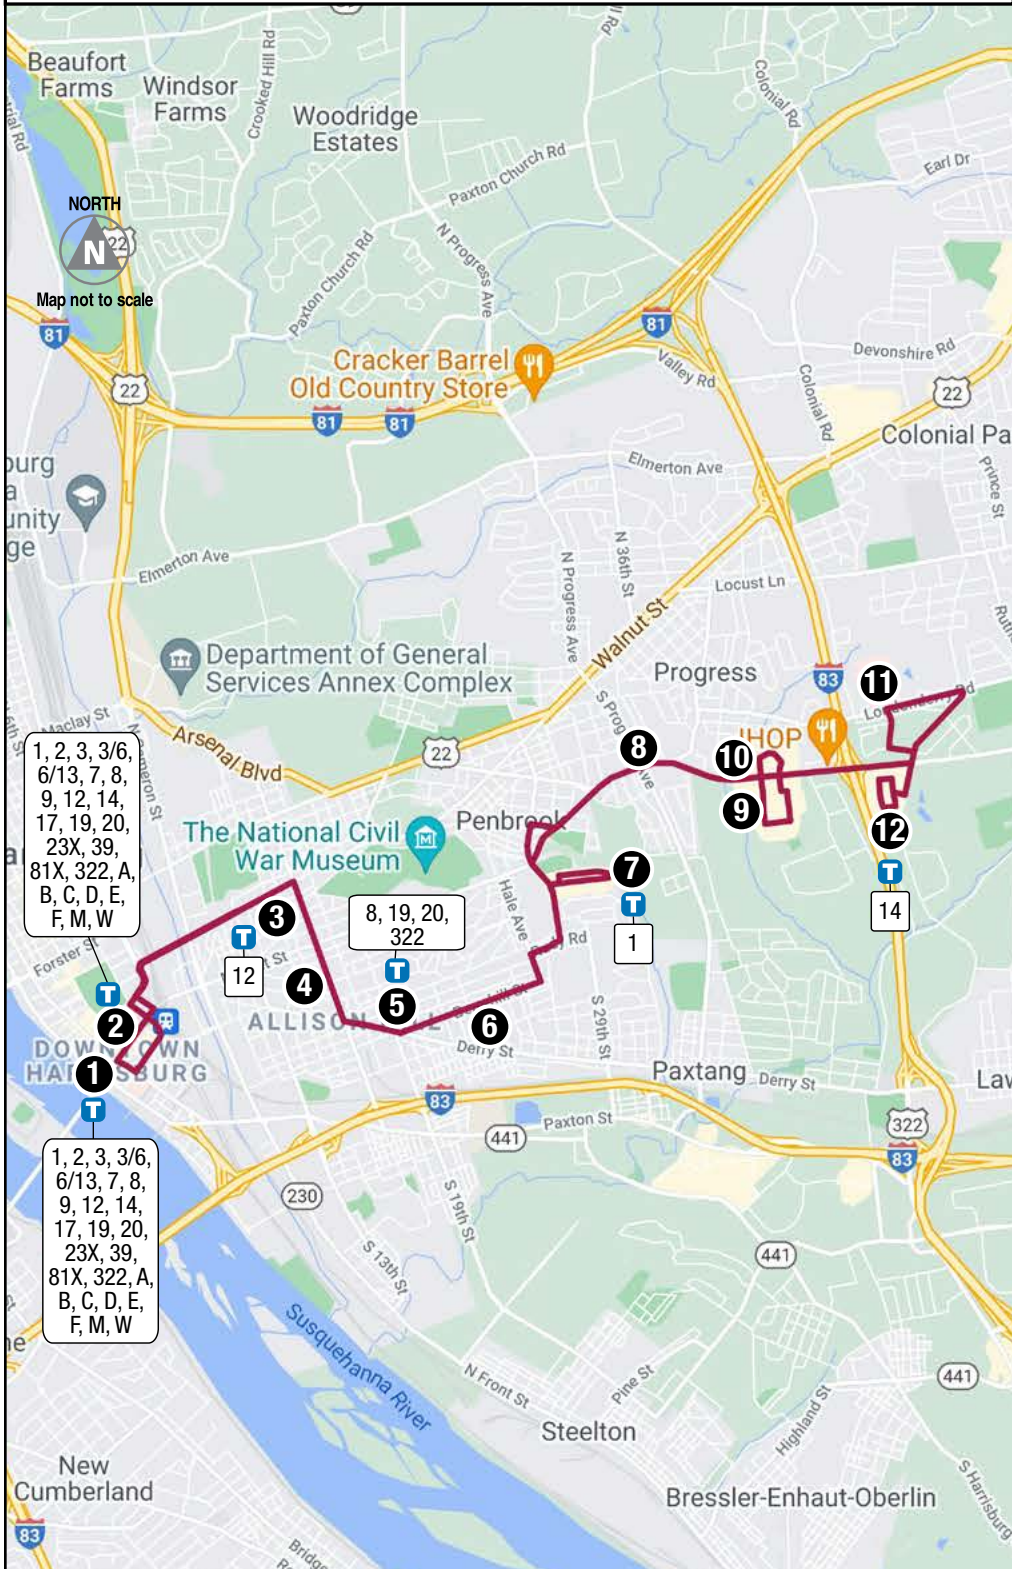 Beaufort
Farms
Windsor
Farms
Crooked Hill Rd
Woodridge
Estates
Colonial Rd
Earl Dr
Paxton Church Rd
NORTH
N
22
Map not to scale
N Progress Ave
Paxton Church Rd
81
81
22
Cracker Barrel
Old Country Store
81
81
Valley Rd
Devonshire Rd
Colonial Rd
22
Colonial Pa
Elmerton Ave
Prince St
Elmerton Ave
N 36th St
N Progress Ave
Locust Ln
Walnut St
Department of General
Services Annex Complex
Progress
83
11
Londonderry Rd
Maclay St
Arsenal Blvd
22
8
10
IHOP
9
12
T
14
1, 2, 3, 3/6,
6/13, 7, 8,
9, 12, 14,
17, 19, 20,
23X, 39,
81X, 322, A,
B, C, D, E,
F, M, W
The National Civil
War Museum
Penbrook
Hale Ave
7
T
1
3
T
12
8, 19, 20,
322
T
Forster St
4
5
6
T
2
ALLISON
DOWNTOWN
1
T
Derry St
S 29th St
Paxtang
Derry St
Law
83
441
Paxton St
322
83
1, 2, 3, 3/6,
6/13, 7, 8,
9, 12, 14,
17, 19, 20,
23X, 39,
81X, 322, A,
B, C, D, E,
F, M, W
230
S 19th St
S 13th St
441
Susquehanna River
N Front St
Pine St
441
Highland St
Steelton
New
Cumberland
Bressler-Enhaut-Oberlin
S Harrisburg
83